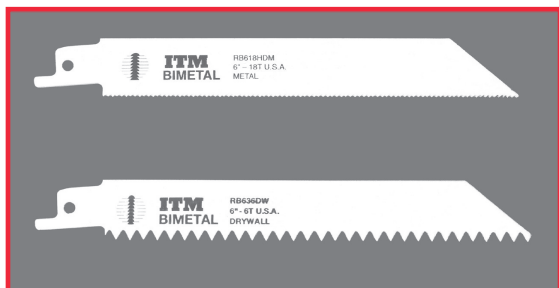 ITM
BIMETAL
RB618HDM
6" - 18T U.S.A.
METAL
ITM
BIMETAL
RB636DW
6" - 6T U.S.A.
DRYWALL